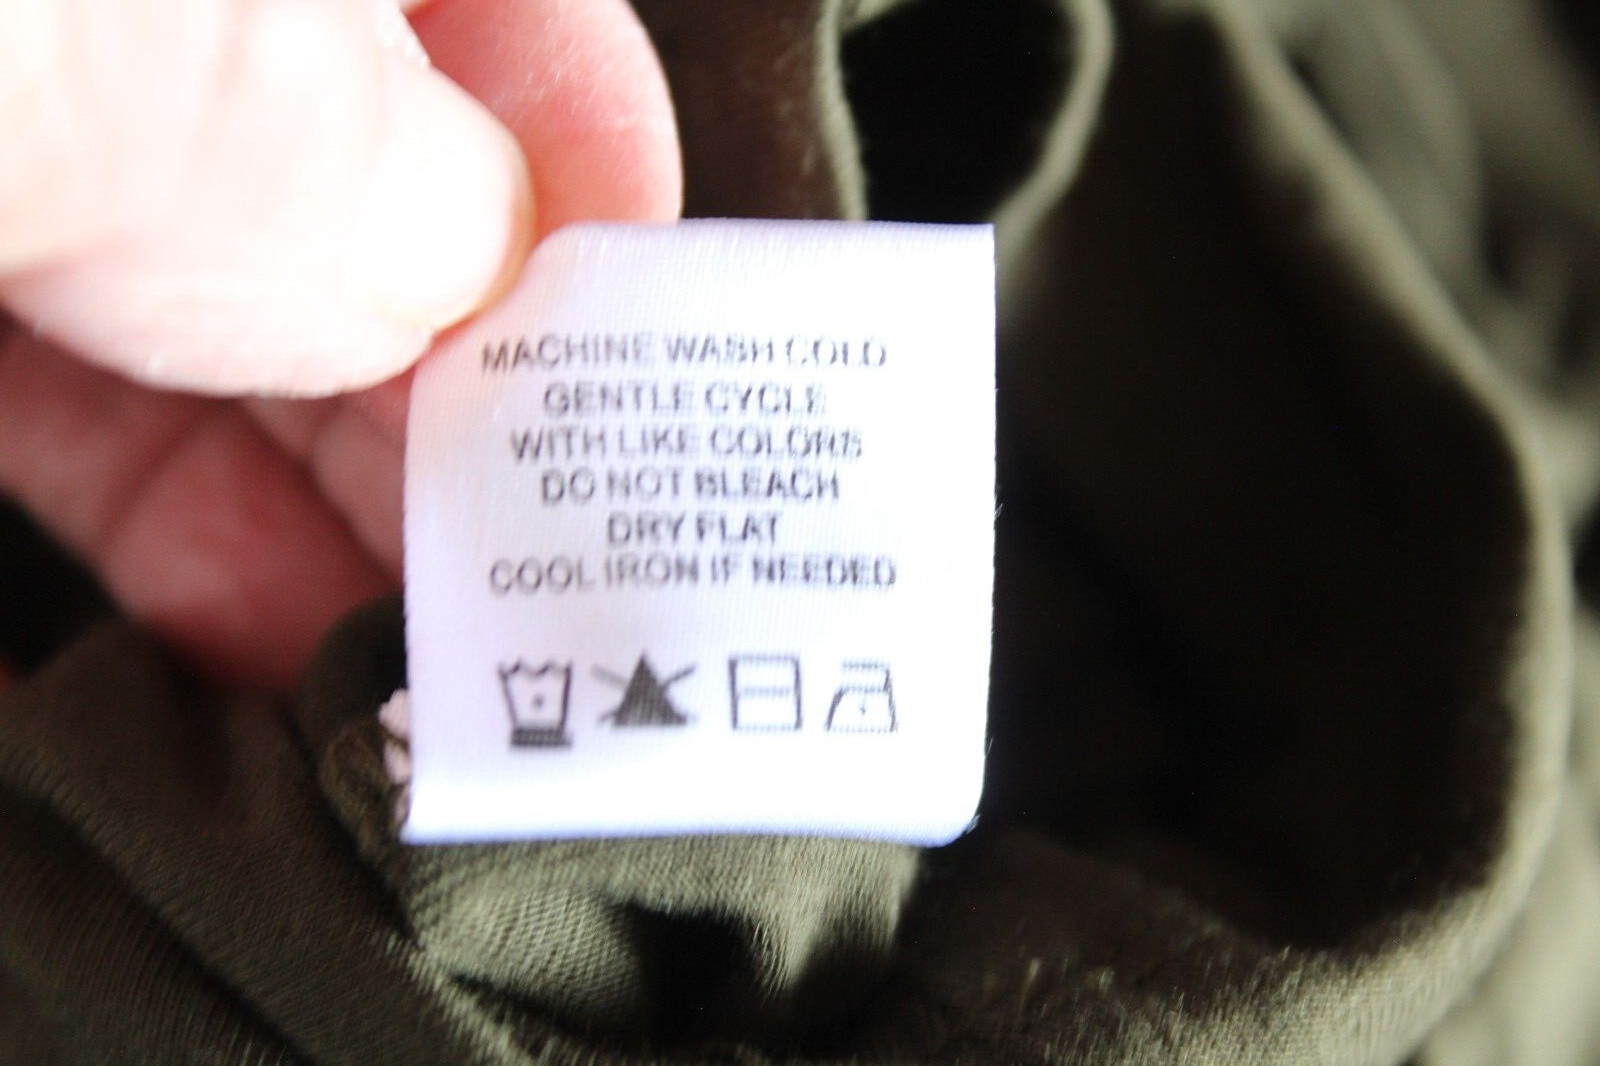 MACHINE WASH COLD
GENTLE CYCLE
WITH LIKE COLORS
DO NOT BLEACH
DRY FLAT
COOL IRON IF NEEDED